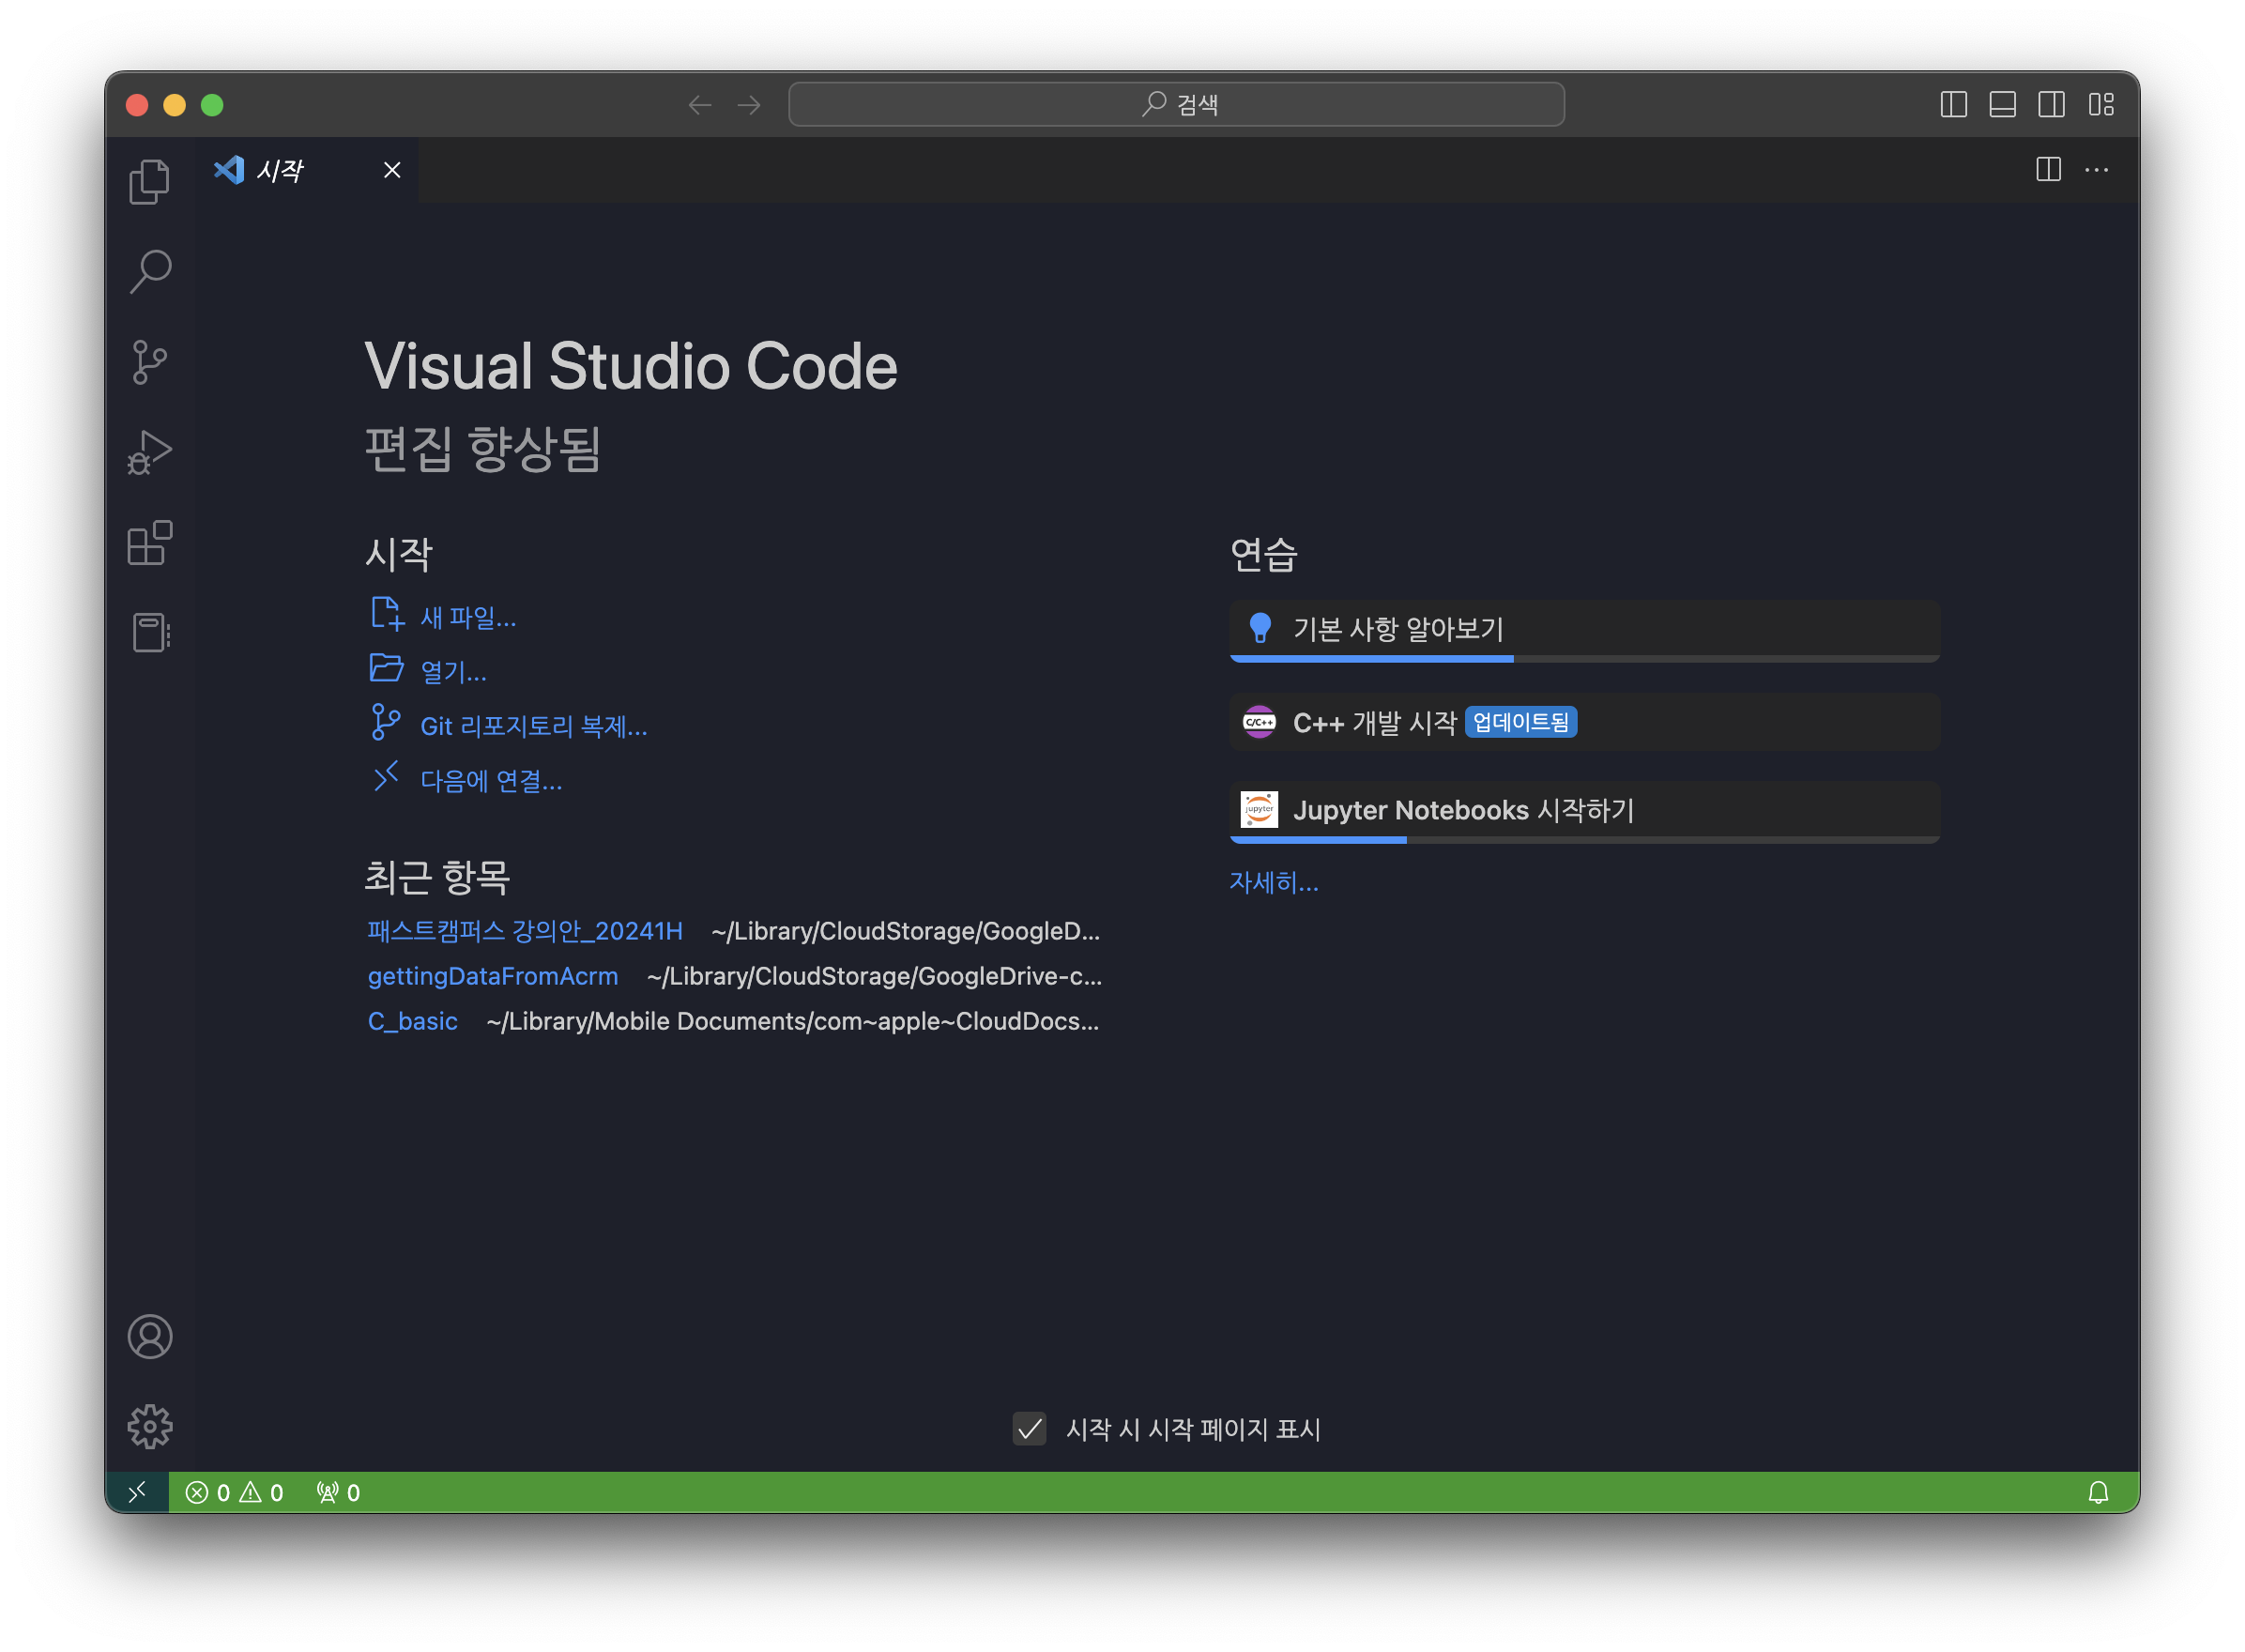 검색
시작
Visual Studio Code
편집 향상됨
시작
새 파일...
열기...
Git 리포지토리 복제...
다음에 연결...
최근 항목
패스트캠퍼스 강의안_20241H ~/Library/CloudStorage/GoogleD...
gettingDataFromAcrm ~/Library/CloudStorage/GoogleDrive-c...
C_basic ~/Library/Mobile Documents/com~apple~CloudDocs...
연습
기본 사항 알아보기
C/C++ C++ 개발 시작 업데이트됨
jupyter Jupyter Notebooks 시작하기
자세히...
시작 시 시작 페이지 표시
0 0 0